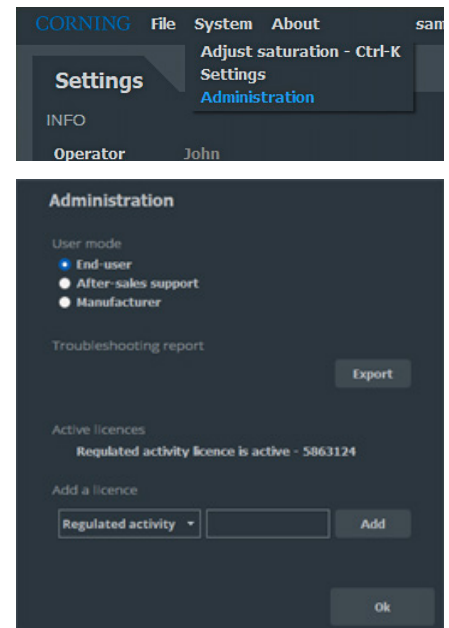 CORNING File System About sam
Adjust saturation - Ctrl-K
Settings
Settings
Administration
INFO
Operator John
Administration
User mode
End-user
After-sales support
Manufacturer
Troubleshooting report
Export
Active licences
Regulated activity licence is active - 5863124
Add a licence
Regulated activity Add
Ok